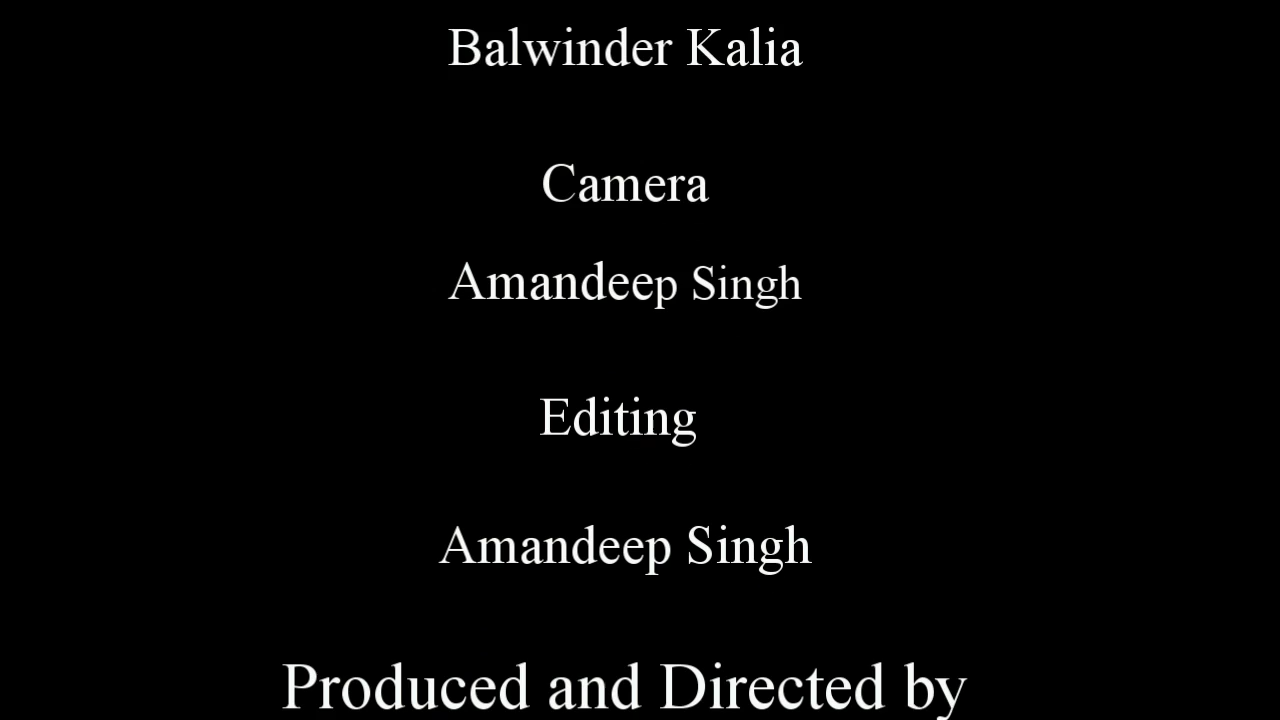 Balwinder Kalia
Camera
Amandeep Singh
Editing
Amandeep Singh
Produced and Directed by